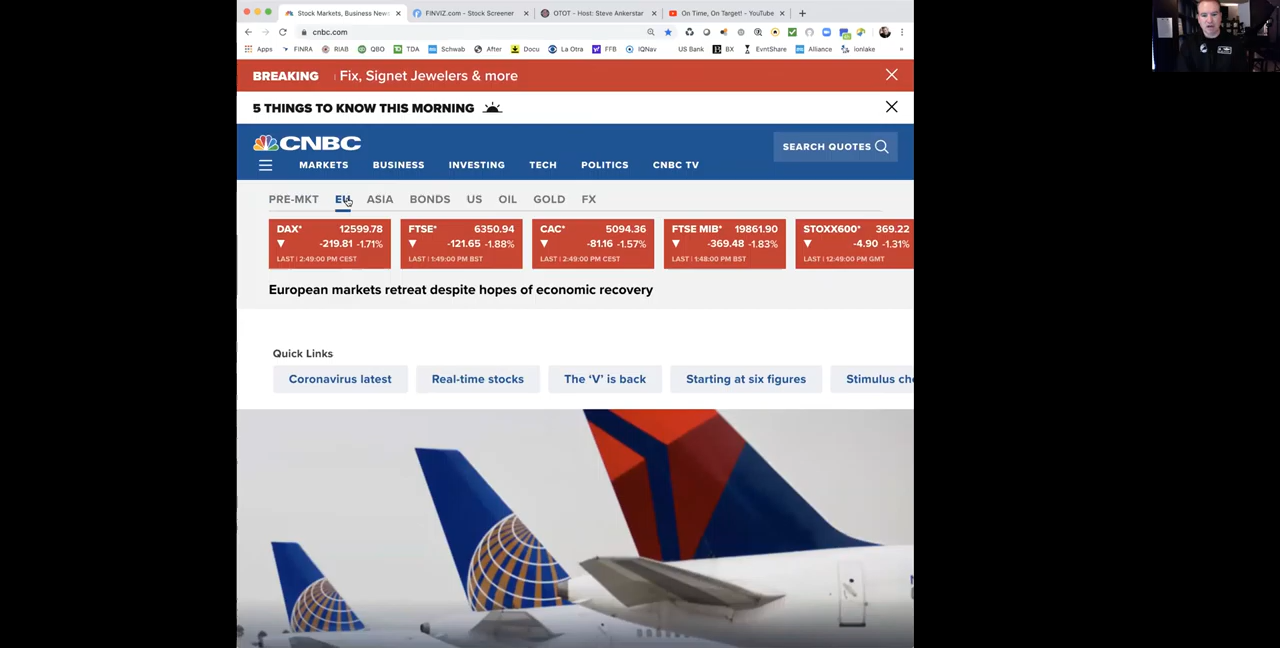 Stock Markets, Business News
FINVIZ.com - Stock Screener
OTOT - Host: Steve Ankerstar
On Time, On Target! - YouTube
cnbc.com
Apps FINRA RIAB QBO TDA Schwab After Docu La Otra FFB IQNav US Bank BX EvntShare Alliance Ionlake
BREAKING Fix, Signet Jewelers & more
5 THINGS TO KNOW THIS MORNING
CNBC
SEARCH QUOTES
MARKETS BUSINESS INVESTING TECH POLITICS CNBC TV
PRE-MKT EU ASIA BONDS US OIL GOLD FX
DAX* 12599.78
-219.81 -1.71%
LAST | 2:49:00 PM CEST
FTSE* 6350.94
-121.65 -1.88%
LAST | 1:49:00 PM BST
CAC* 5094.36
-81.16 -1.57%
LAST | 2:49:00 PM CEST
FTSE MIB* 19861.90
-369.48 -1.83%
LAST | 1:48:00 PM BST
STOXX600* 369.22
-4.90 -1.31%
LAST | 12:49:00 PM GMT
European markets retreat despite hopes of economic recovery
Quick Links
Coronavirus latest
Real-time stocks
The ‘V’ is back
Starting at six figures
Stimulus che